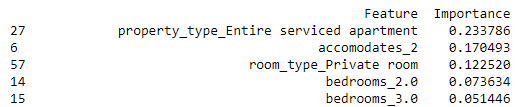 Feature Importance
27 property_type_Entire serviced apartment 0.233786
6 accomodates_2 0.170493
57 room_type_Private room 0.122520
14 bedrooms_2.0 0.073634
15 bedrooms_3.0 0.051446